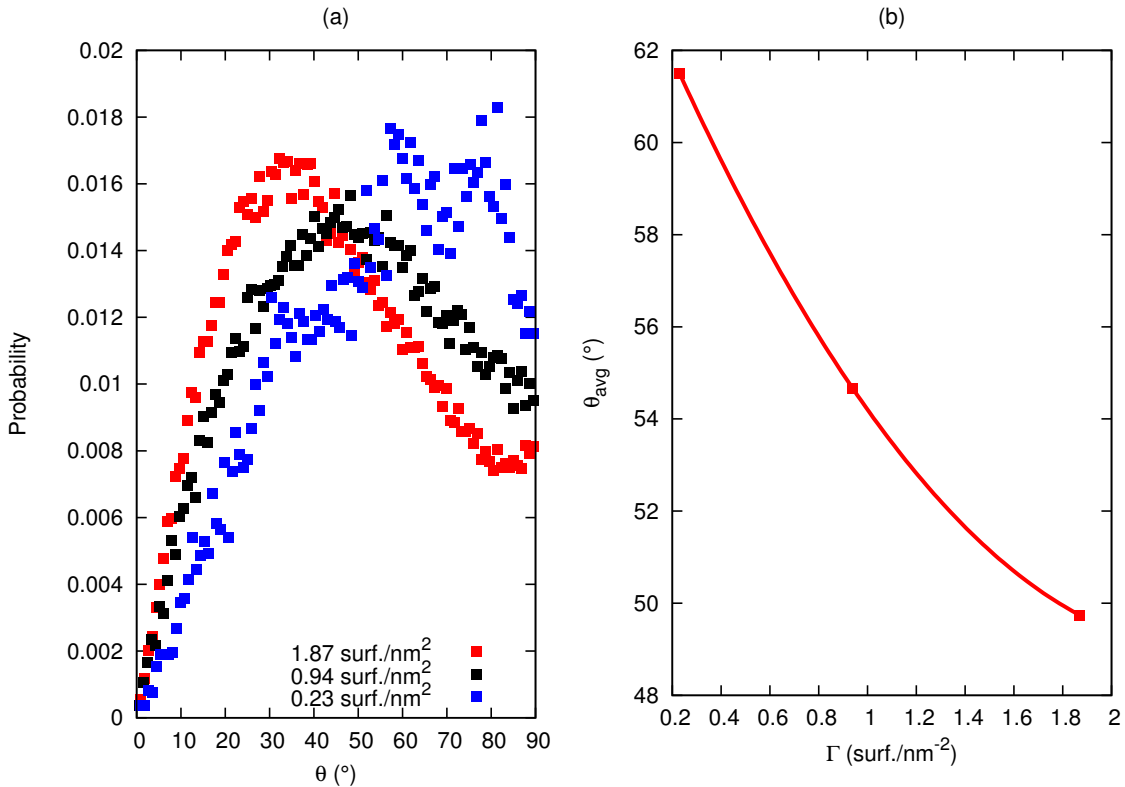 (a)
0.02
0.018
0.016
0.014
0.012
0.01
0.008
0.006
0.004
0.002
0
Probability
1.87 surf./nm²
0.94 surf./nm²
0.23 surf./nm²
0 10 20 30 40 50 60 70 80 90
θ (°)
(b)
62
60
58
56
54
52
50
48
θavg (°)
0.2 0.4 0.6 0.8 1 1.2 1.4 1.6 1.8 2
Γ (surf./nm⁻²)